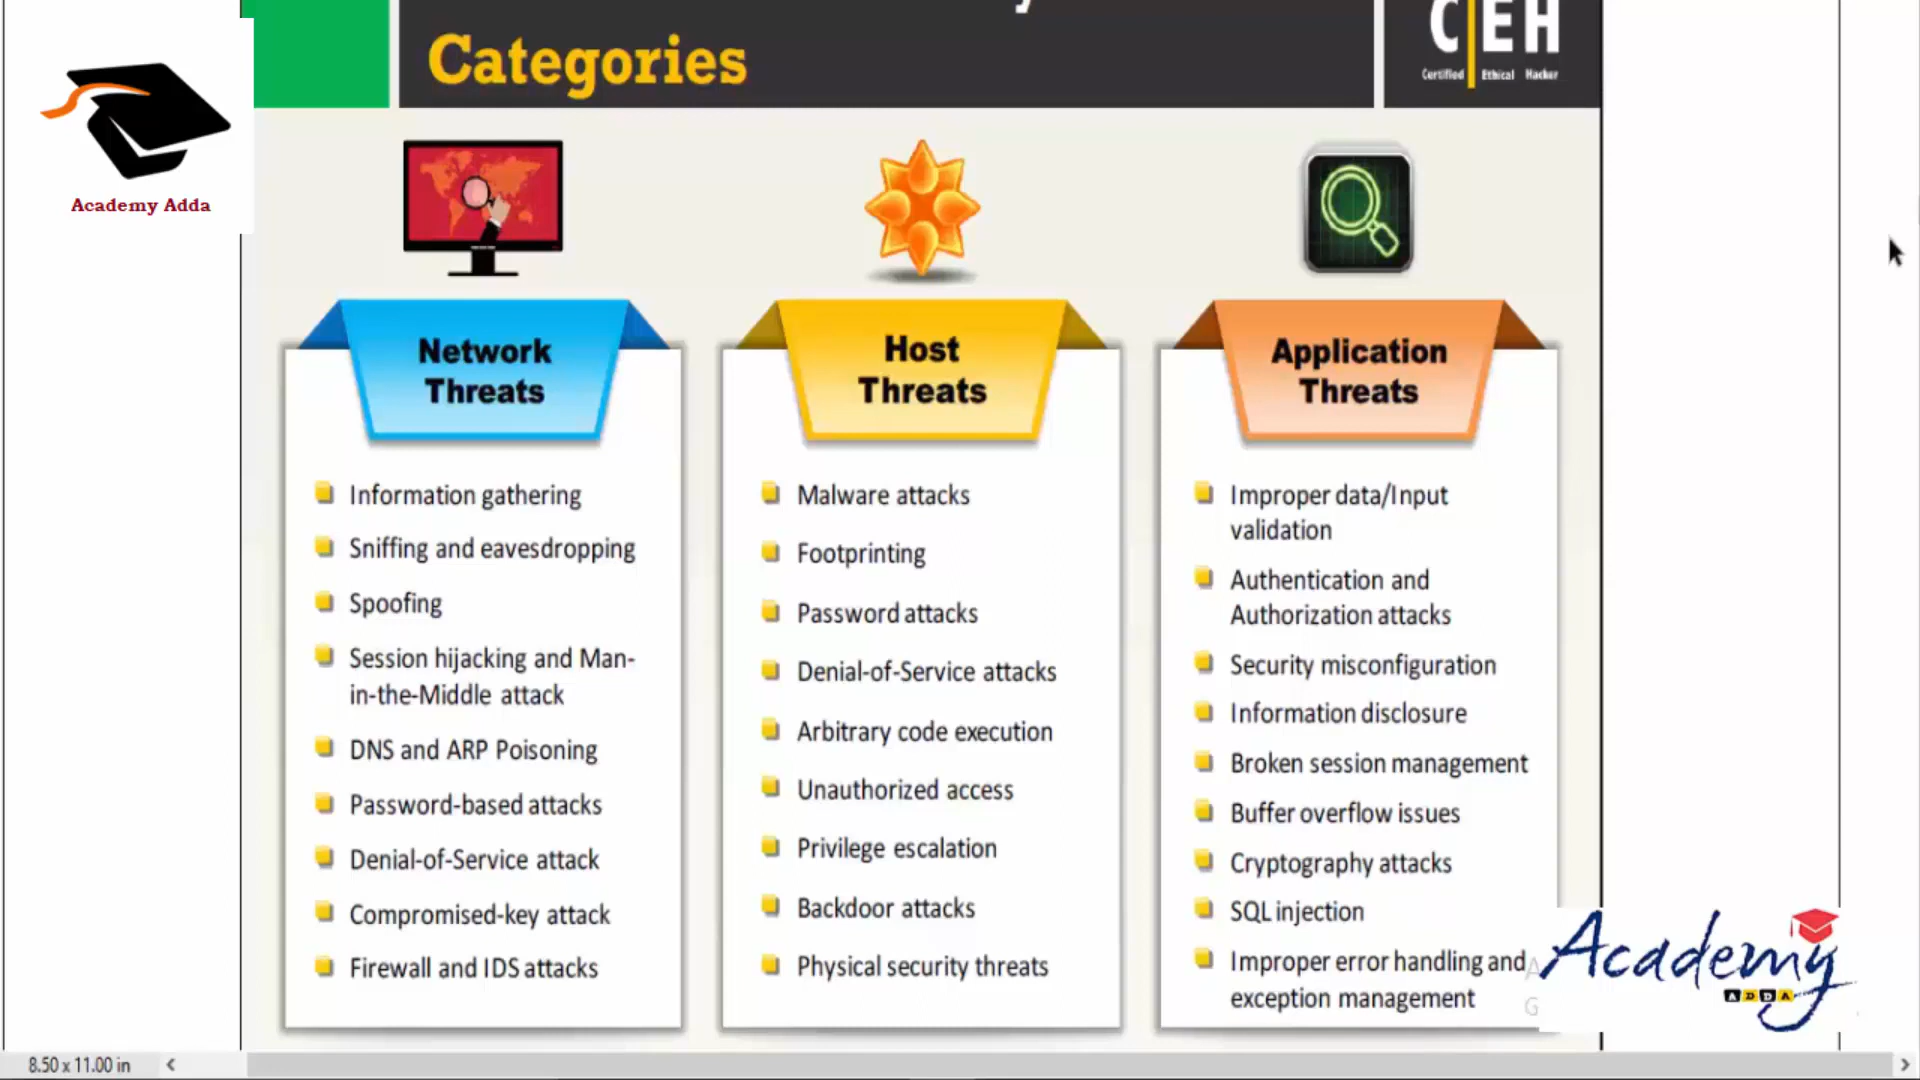 Categories
C|EH
Certified Ethical Hacker
Academy Adda
Network
Threats
Information gathering
Sniffing and eavesdropping
Spoofing
Session hijacking and Man-
in-the-Middle attack
DNS and ARP Poisoning
Password-based attacks
Denial-of-Service attack
Compromised-key attack
Firewall and IDS attacks
Host
Threats
Malware attacks
Footprinting
Password attacks
Denial-of-Service attacks
Arbitrary code execution
Unauthorized access
Privilege escalation
Backdoor attacks
Physical security threats
Application
Threats
Improper data/Input
validation
Authentication and
Authorization attacks
Security misconfiguration
Information disclosure
Broken session management
Buffer overflow issues
Cryptography attacks
SQL injection
Improper error handling and
exception management
Academy
ADDA
8.50 x 11.00 in